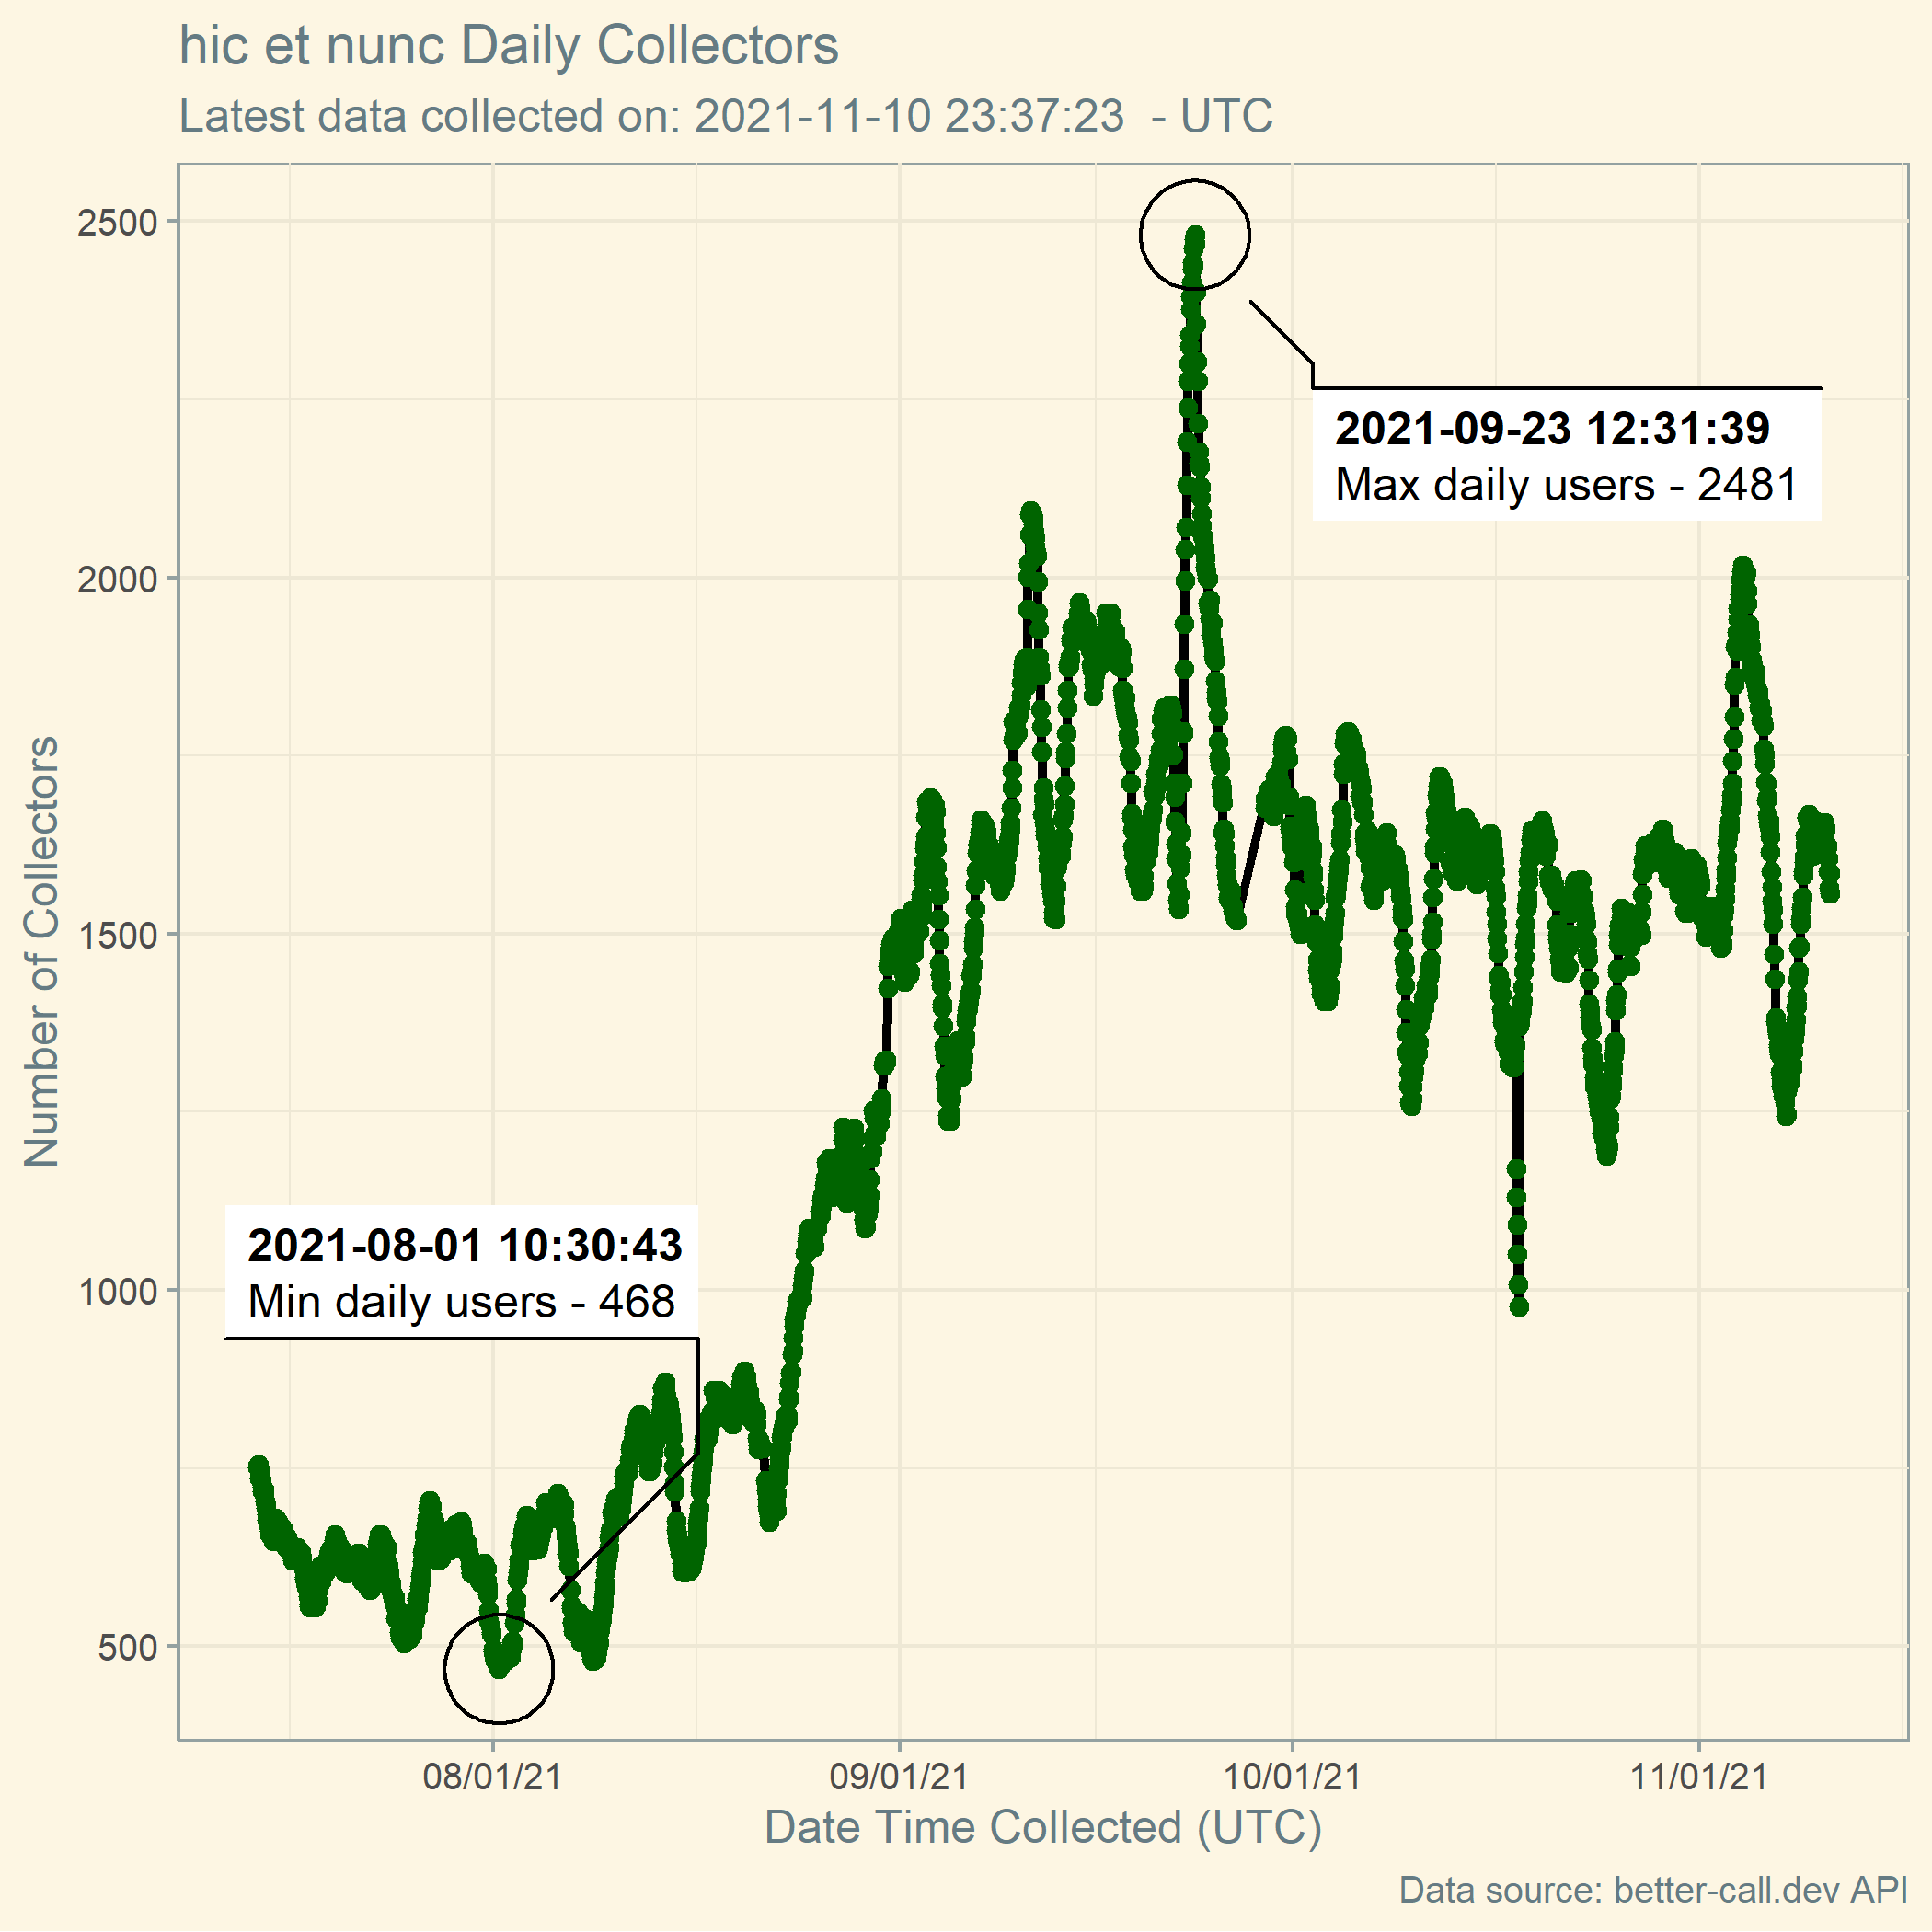 hic et nunc Daily Collectors
Latest data collected on: 2021-11-10 23:37:23  - UTC
2500
2000
1500
1000
500
Number of Collectors
2021-09-23 12:31:39
Max daily users - 2481
2021-08-01 10:30:43
Min daily users - 468
08/01/21
09/01/21
10/01/21
11/01/21
Date Time Collected (UTC)
Data source: better-call.dev API